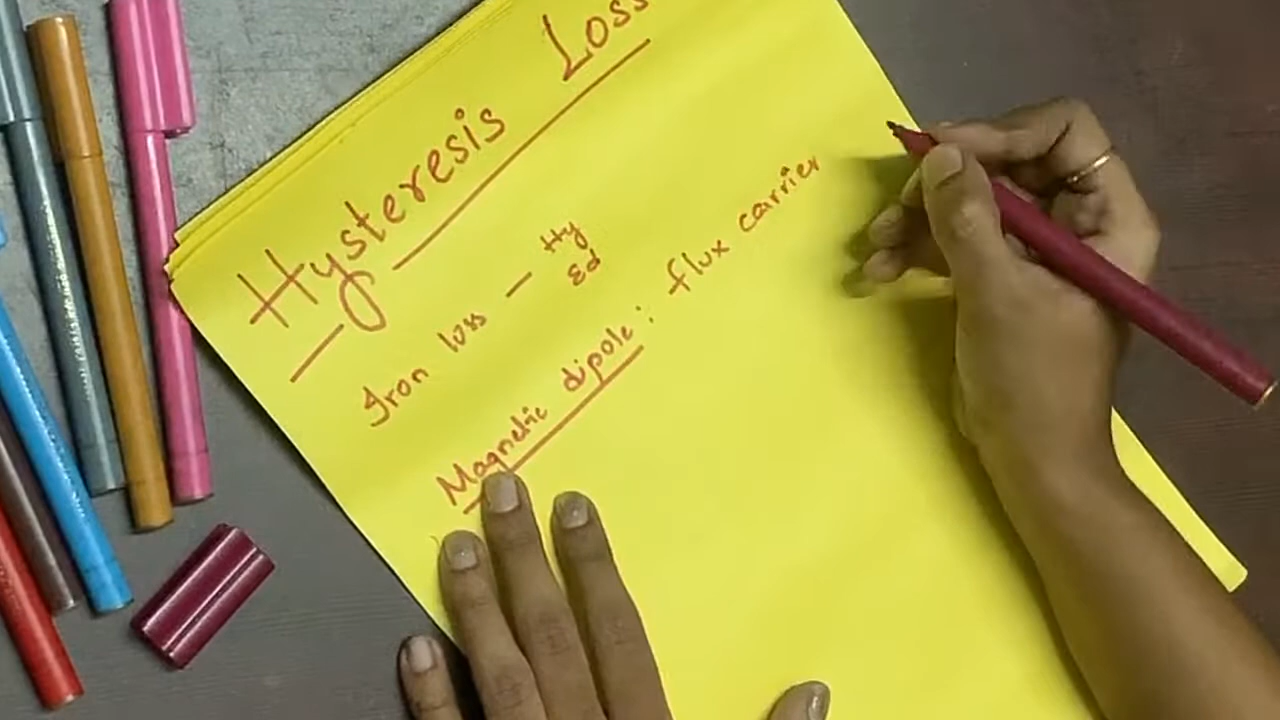 Hysteresis Loss
Iron loss - Hy
Ed
Magnetic dipole: flux carrier